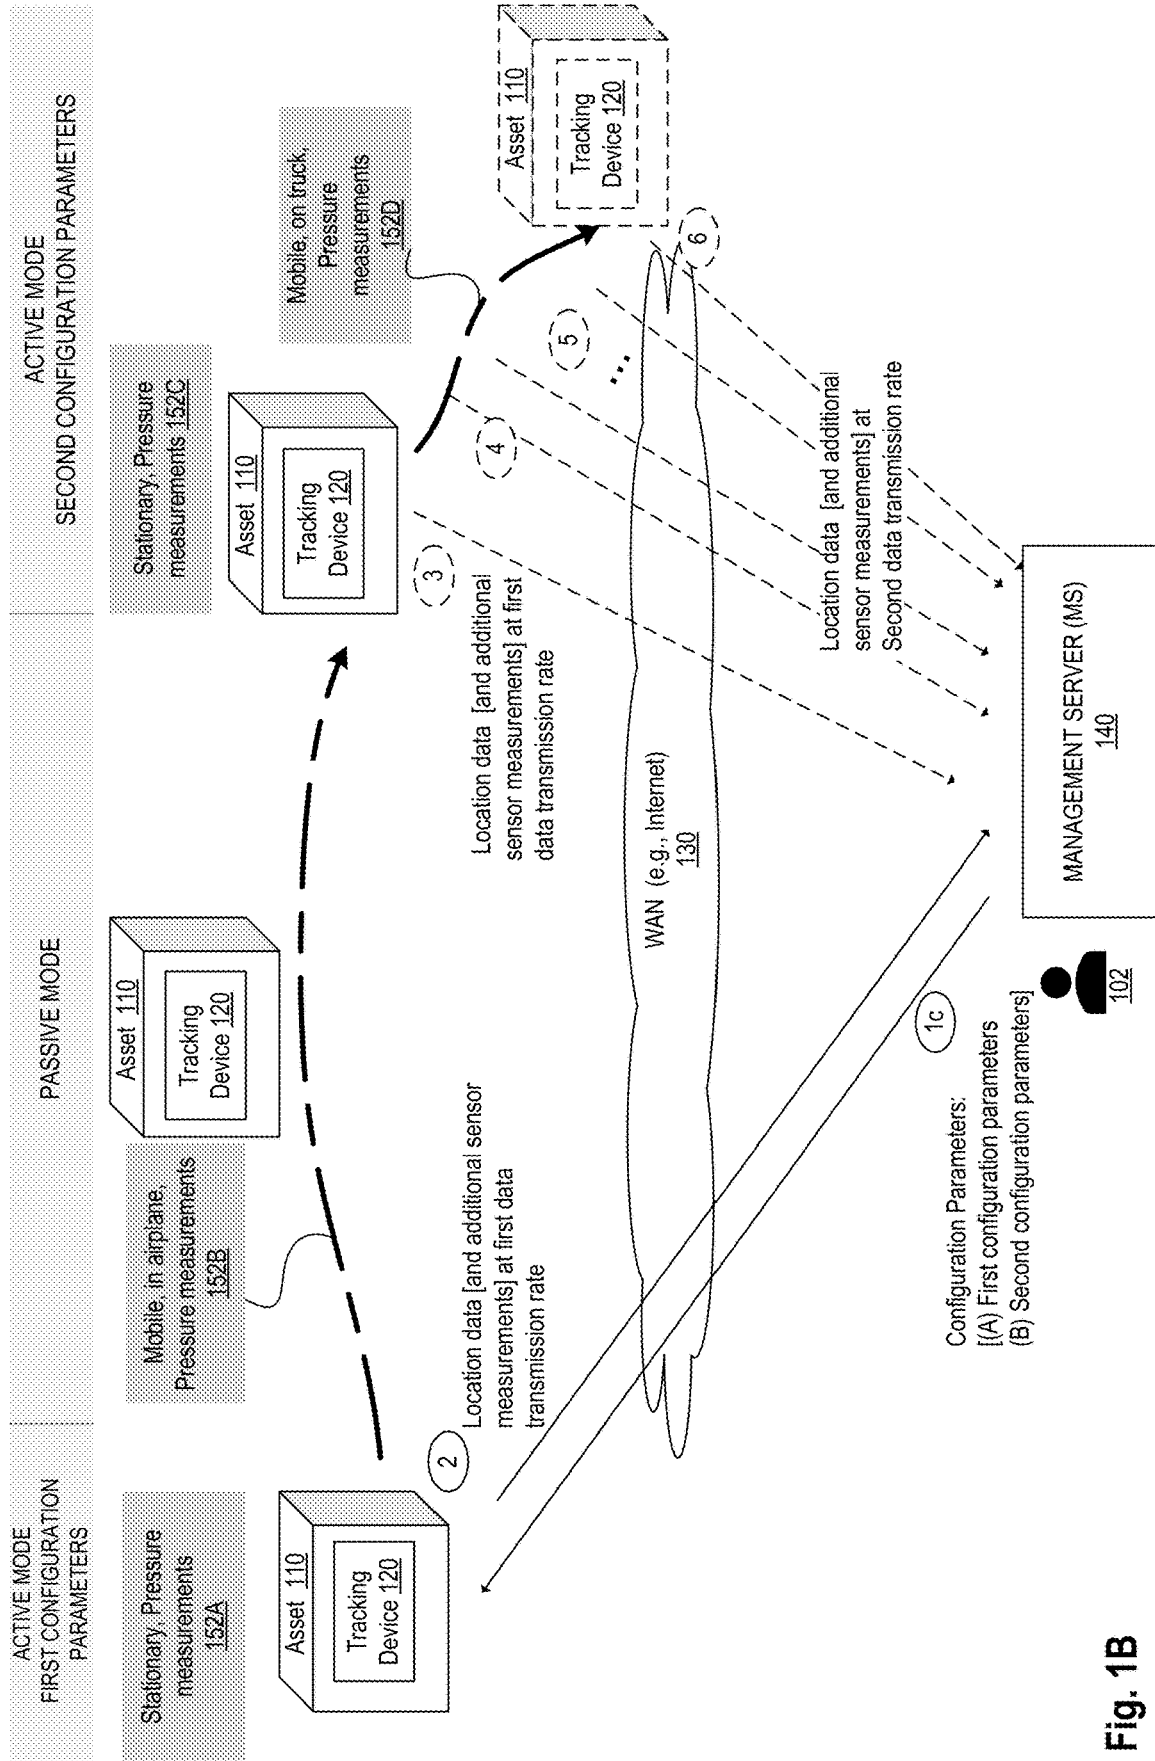 ACTIVE MODE
FIRST CONFIGURATION
PARAMETERS
PASSIVE MODE
ACTIVE MODE
SECOND CONFIGURATION PARAMETERS
Stationary, Pressure
measurements
152A
Asset 110
Tracking
Device 120
Mobile, in airplane,
Pressure measurements
152B
Asset 110
Tracking
Device 120
Stationary, Pressure
measurements 152C
Asset 110
Tracking
Device 120
Mobile, on truck,
Pressure
measurements
152D
Asset 110
Tracking
Device 120
2
Location data [and additional sensor
measurements] at first data
transmission rate
3
Location data [and additional
sensor measurements] at first
data transmission rate
4
5
...
6
WAN (e.g., Internet)
130
Location data [and additional
sensor measurements] at
Second data transmission rate
1c
Configuration Parameters:
[(A) First configuration parameters
(B) Second configuration parameters]
102
MANAGEMENT SERVER (MS)
140
Fig. 1B